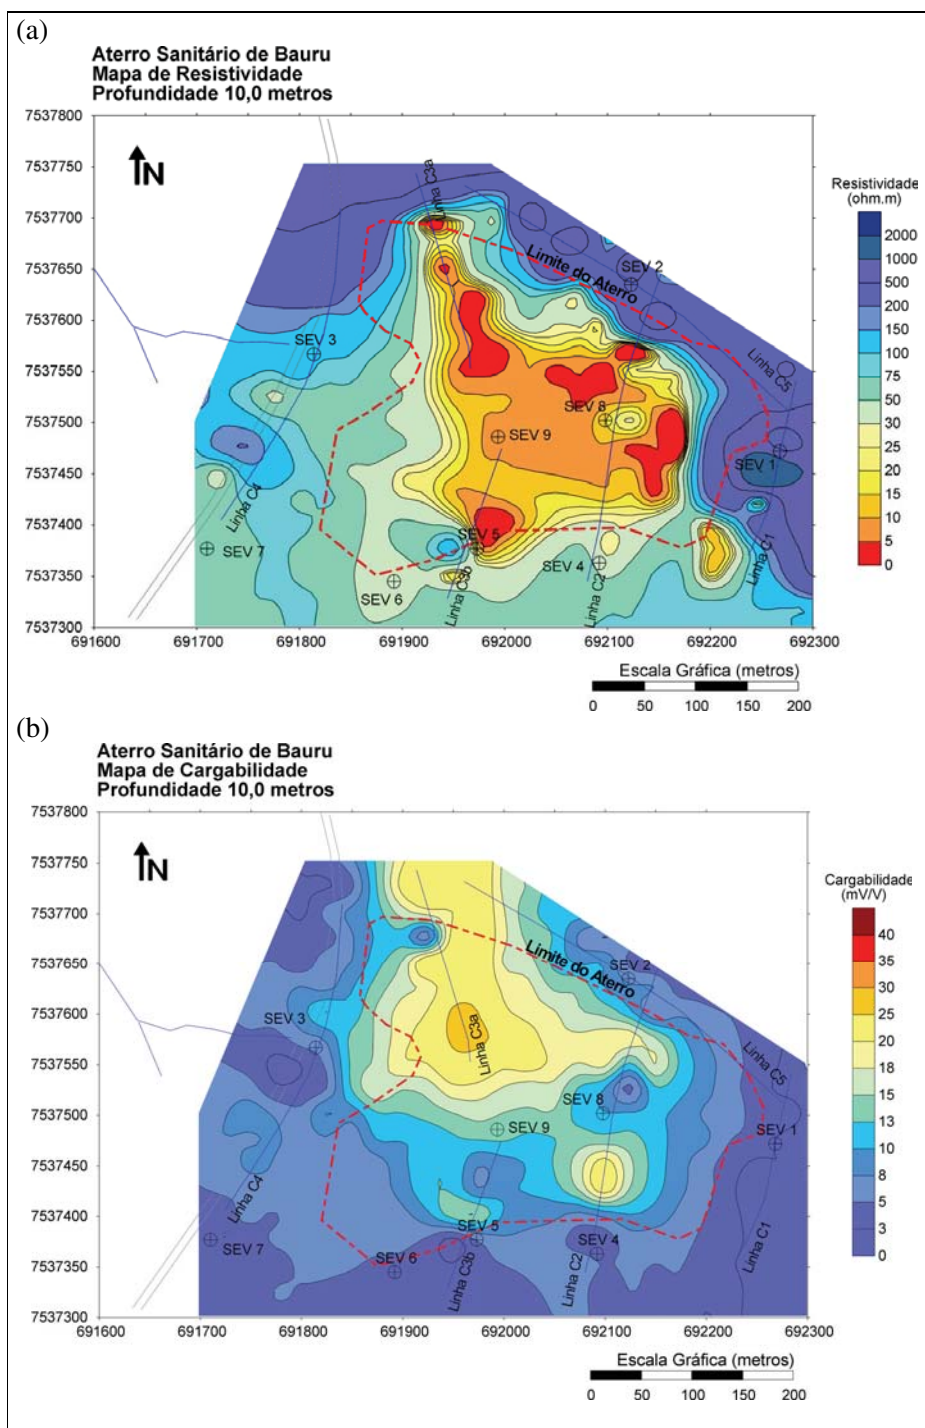 (a)
Aterro Sanitário de Bauru
Mapa de Resistividade
Profundidade 10,0 metros
7537800
7537750
7537700
7537650
7537600
7537550
7537500
7537450
7537400
7537350
7537300
N
Linha C3a
Limite do Aterro
SEV 2
SEV 3
Linha C5
SEV 8
SEV 9
SEV 1
Linha C4
SEV 5
SEV 7
SEV 4
SEV 6
Linha C3b
Linha C2
Linha C1
691600 691700 691800 691900 692000 692100 692200 692300
Resistividade
(ohm.m)
2000
1000
500
200
150
100
75
50
30
25
20
15
10
5
0
Escala Gráfica (metros)
0 50 100 150 200
(b)
Aterro Sanitário de Bauru
Mapa de Cargabilidade
Profundidade 10,0 metros
7537800
7537750
7537700
7537650
7537600
7537550
7537500
7537450
7537400
7537350
7537300
N
Limite do Aterro
SEV 2
SEV 3
Linha C3a
Linha C5
SEV 8
SEV 9
SEV 1
Linha C4
SEV 5
SEV 7
SEV 4
SEV 6
Linha C3b
Linha C2
Linha C1
691600 691700 691800 691900 692000 692100 692200 692300
Cargabilidade
(mV/V)
40
35
30
25
20
18
15
13
10
8
5
3
0
Escala Gráfica (metros)
0 50 100 150 200